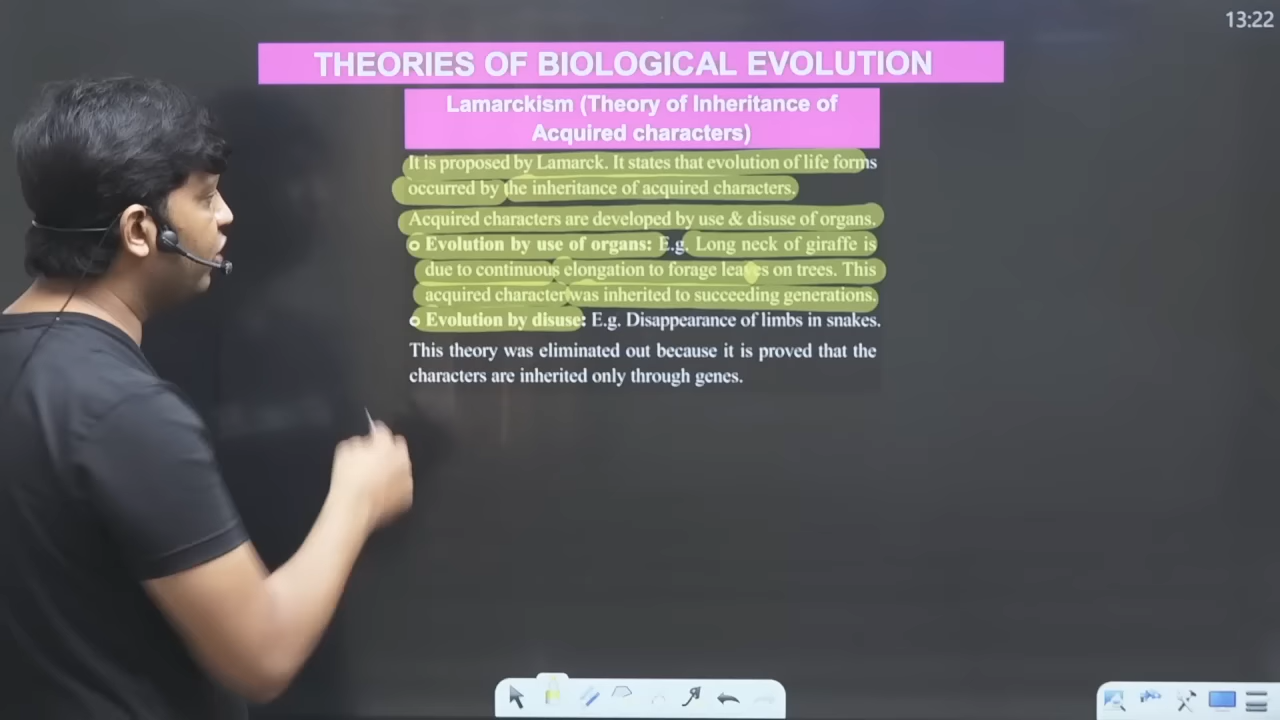 13:22
THEORIES OF BIOLOGICAL EVOLUTION
Lamarckism (Theory of Inheritance of
Acquired characters)
It is proposed by Lamarck. It states that evolution of life forms
occurred by the inheritance of acquired characters.
Acquired characters are developed by use & disuse of organs.
o Evolution by use of organs: E.g. Long neck of giraffe is
due to continuous elongation to forage leaves on trees. This
acquired character was inherited to succeeding generations.
o Evolution by disuse: E.g. Disappearance of limbs in snakes.
This theory was eliminated out because it is proved that the
characters are inherited only through genes.